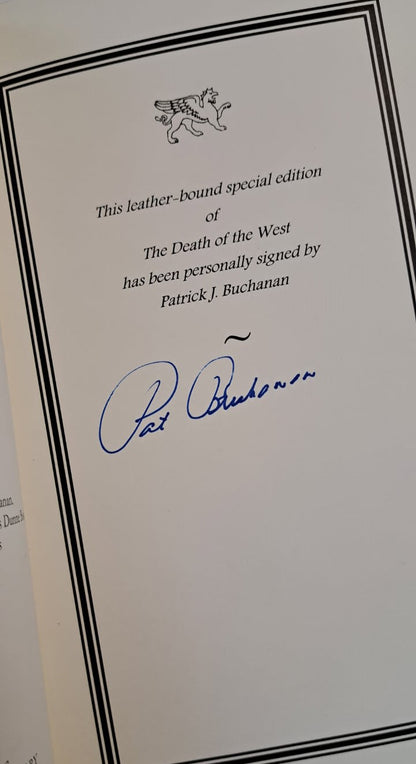 This leather-bound special edition
of
The Death of the West
has been personally signed by
Patrick J. Buchanan
~
Pat Buchanan